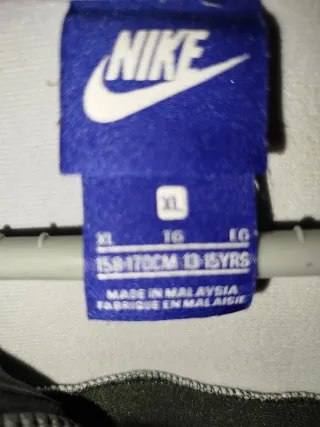 NIKE
XL
XL TG EG
158-170CM 13-15YRS
MADE IN MALAYSIA
FABRIQUÉ EN MALAISIE